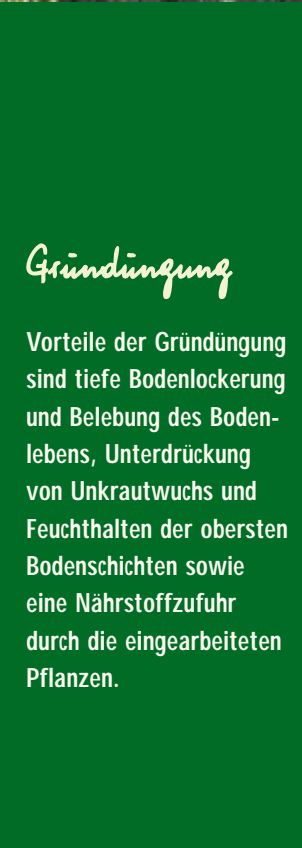 Gründüngung
Vorteile der Gründüngung
sind tiefe Bodenlockerung
und Belebung des Boden-
lebens, Unterdrückung
von Unkrautwuchs und
Feuchthalten der obersten
Bodenschichten sowie
eine Nährstoffzufuhr
durch die eingearbeiteten
Pflanzen.